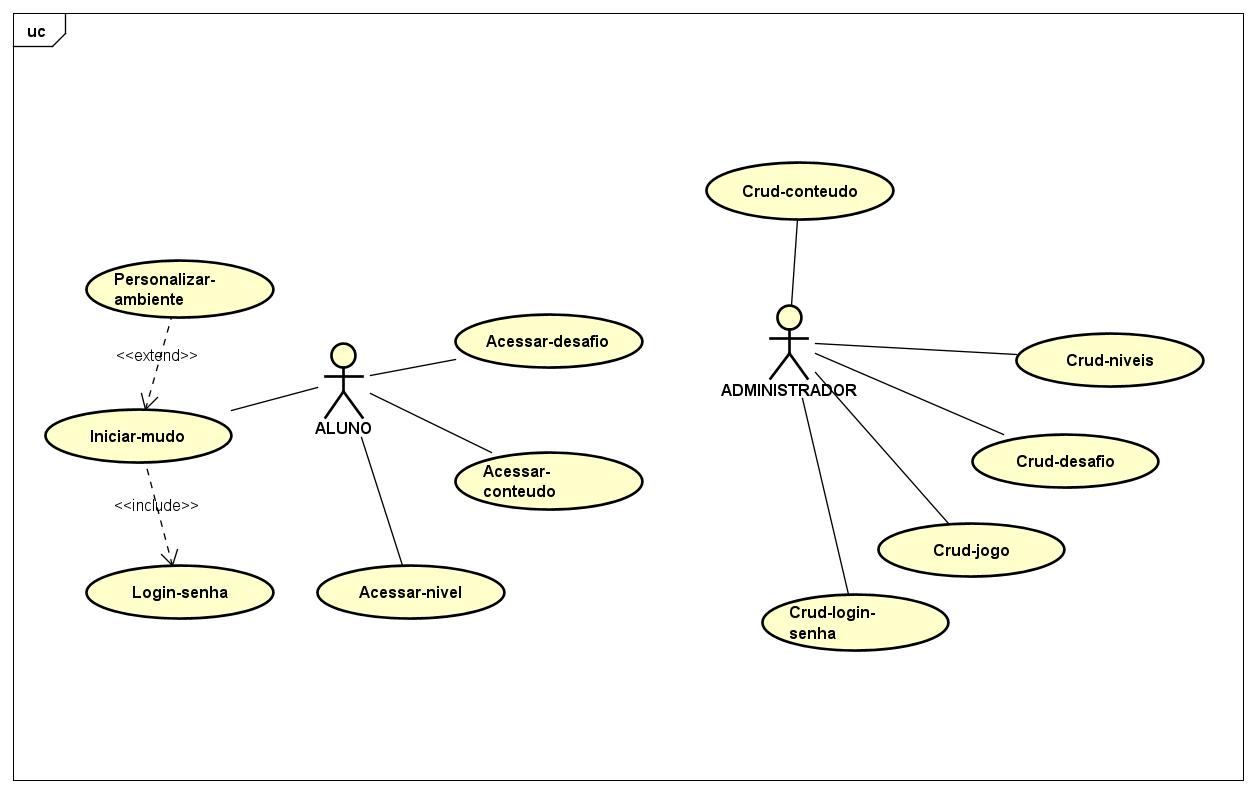 uc
Crud-conteudo
Personalizar-
ambiente
<<extend>>
Iniciar-mudo
<<include>>
Login-senha
ALUNO
Acessar-desafio
Acessar-
conteudo
Acessar-nivel
ADMINISTRADOR
Crud-niveis
Crud-desafio
Crud-jogo
Crud-login-
senha